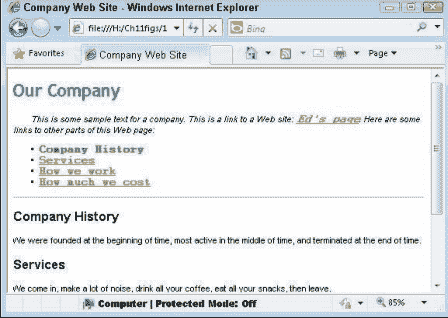 Company Web Site - Windows Internet Explorer
file:///H:/Ch11figs/1
Bing
Favorites
Company Web Site
Page
Our Company
This is some sample text for a company. This is a link to a Web site: Ed's page Here are some
links to other parts of this Web page:
• Company History
• Services
• How we work
• How much we cost
Company History
We were founded at the beginning of time, most active in the middle of time, and terminated at the end of time.
Services
We come in, make a lot of noise, drink all your coffee, eat all your snacks, then leave.
Computer | Protected Mode: Off
85%